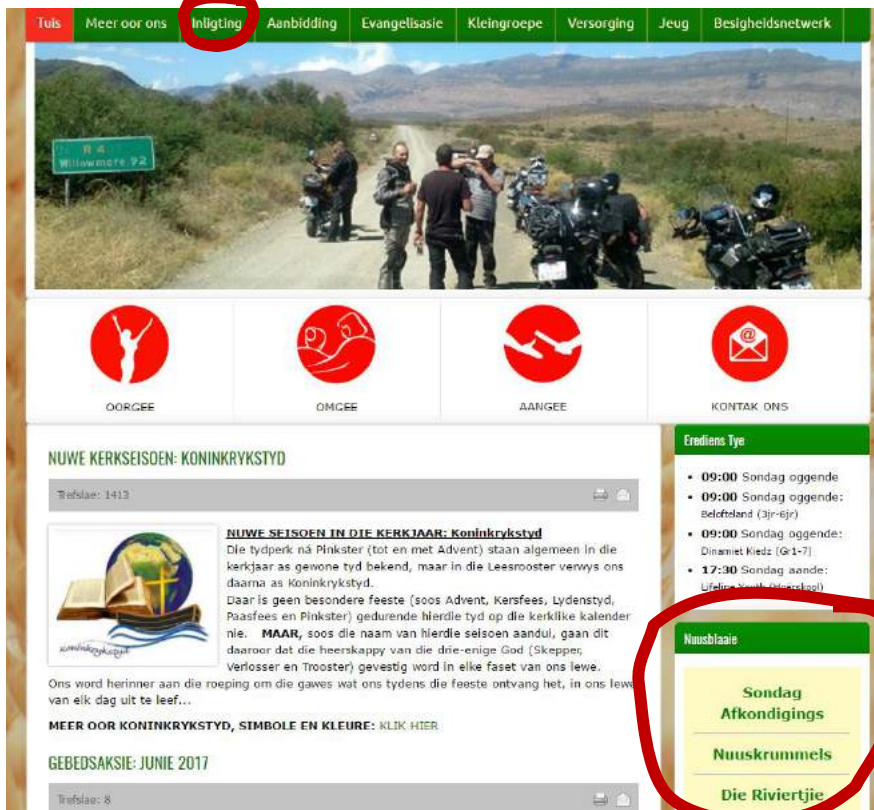 Tuis Meer oor ons Inligting Aanbidding Evangelisasie Kleingroepe Versorging Jeug Besigheidsnetwerk
Willowmore 92
OORGEE OMGEE AANGEE KONTAK ONS
NUWE KERKSEISOEN: KONINKRYKSTYD
Trefslae: 1413
NUWE SEISOEN IN DIE KERKJAAR: Koninkrykstyd
Die tydperk ná Pinkster (tot en met Advent) staan algemeen in die
kerkjaar as gewone tyd bekend, maar in die Leesrooster verwys ons
daarna as Koninkrykstyd.
Daar is geen besondere feeste (soos Advent, Kersfees, Lydenstyd,
Paasfees en Pinkster) gedurende hierdie tyd op die kerklike kalender
nie. MAAR, soos die naam van hierdie seisoen aandui, gaan dit
daaroor dat die heerskappy van die drie-enige God (Skepper,
Verlosser en Trooster) gevestig word in elke faset van ons lewe.
Ons word herinner aan die roeping om die gawes wat ons tydens die feeste ontvang het, in ons lewe
van elk dag uit te leef...
MEER OOR KONINKRYKSTYD, SIMBOLE EN KLEURE: KLIK HIER
GEBEDSAKSIE: JUNIE 2017
Trefslae: 8
Koninkrykstyd
Erediens Tye
• 09:00 Sondag oggende
• 09:00 Sondag oggende:
Belofteland (3jr-6jr)
• 09:00 Sondag oggende:
Dinamiet Kiedz (Gr1-7)
• 17:30 Sondag aande:
Lifeline Youth (Hoërskool)
Nuusblaaie
Sondag
Afkondigings
Nuuskrummels
Die Riviertjie